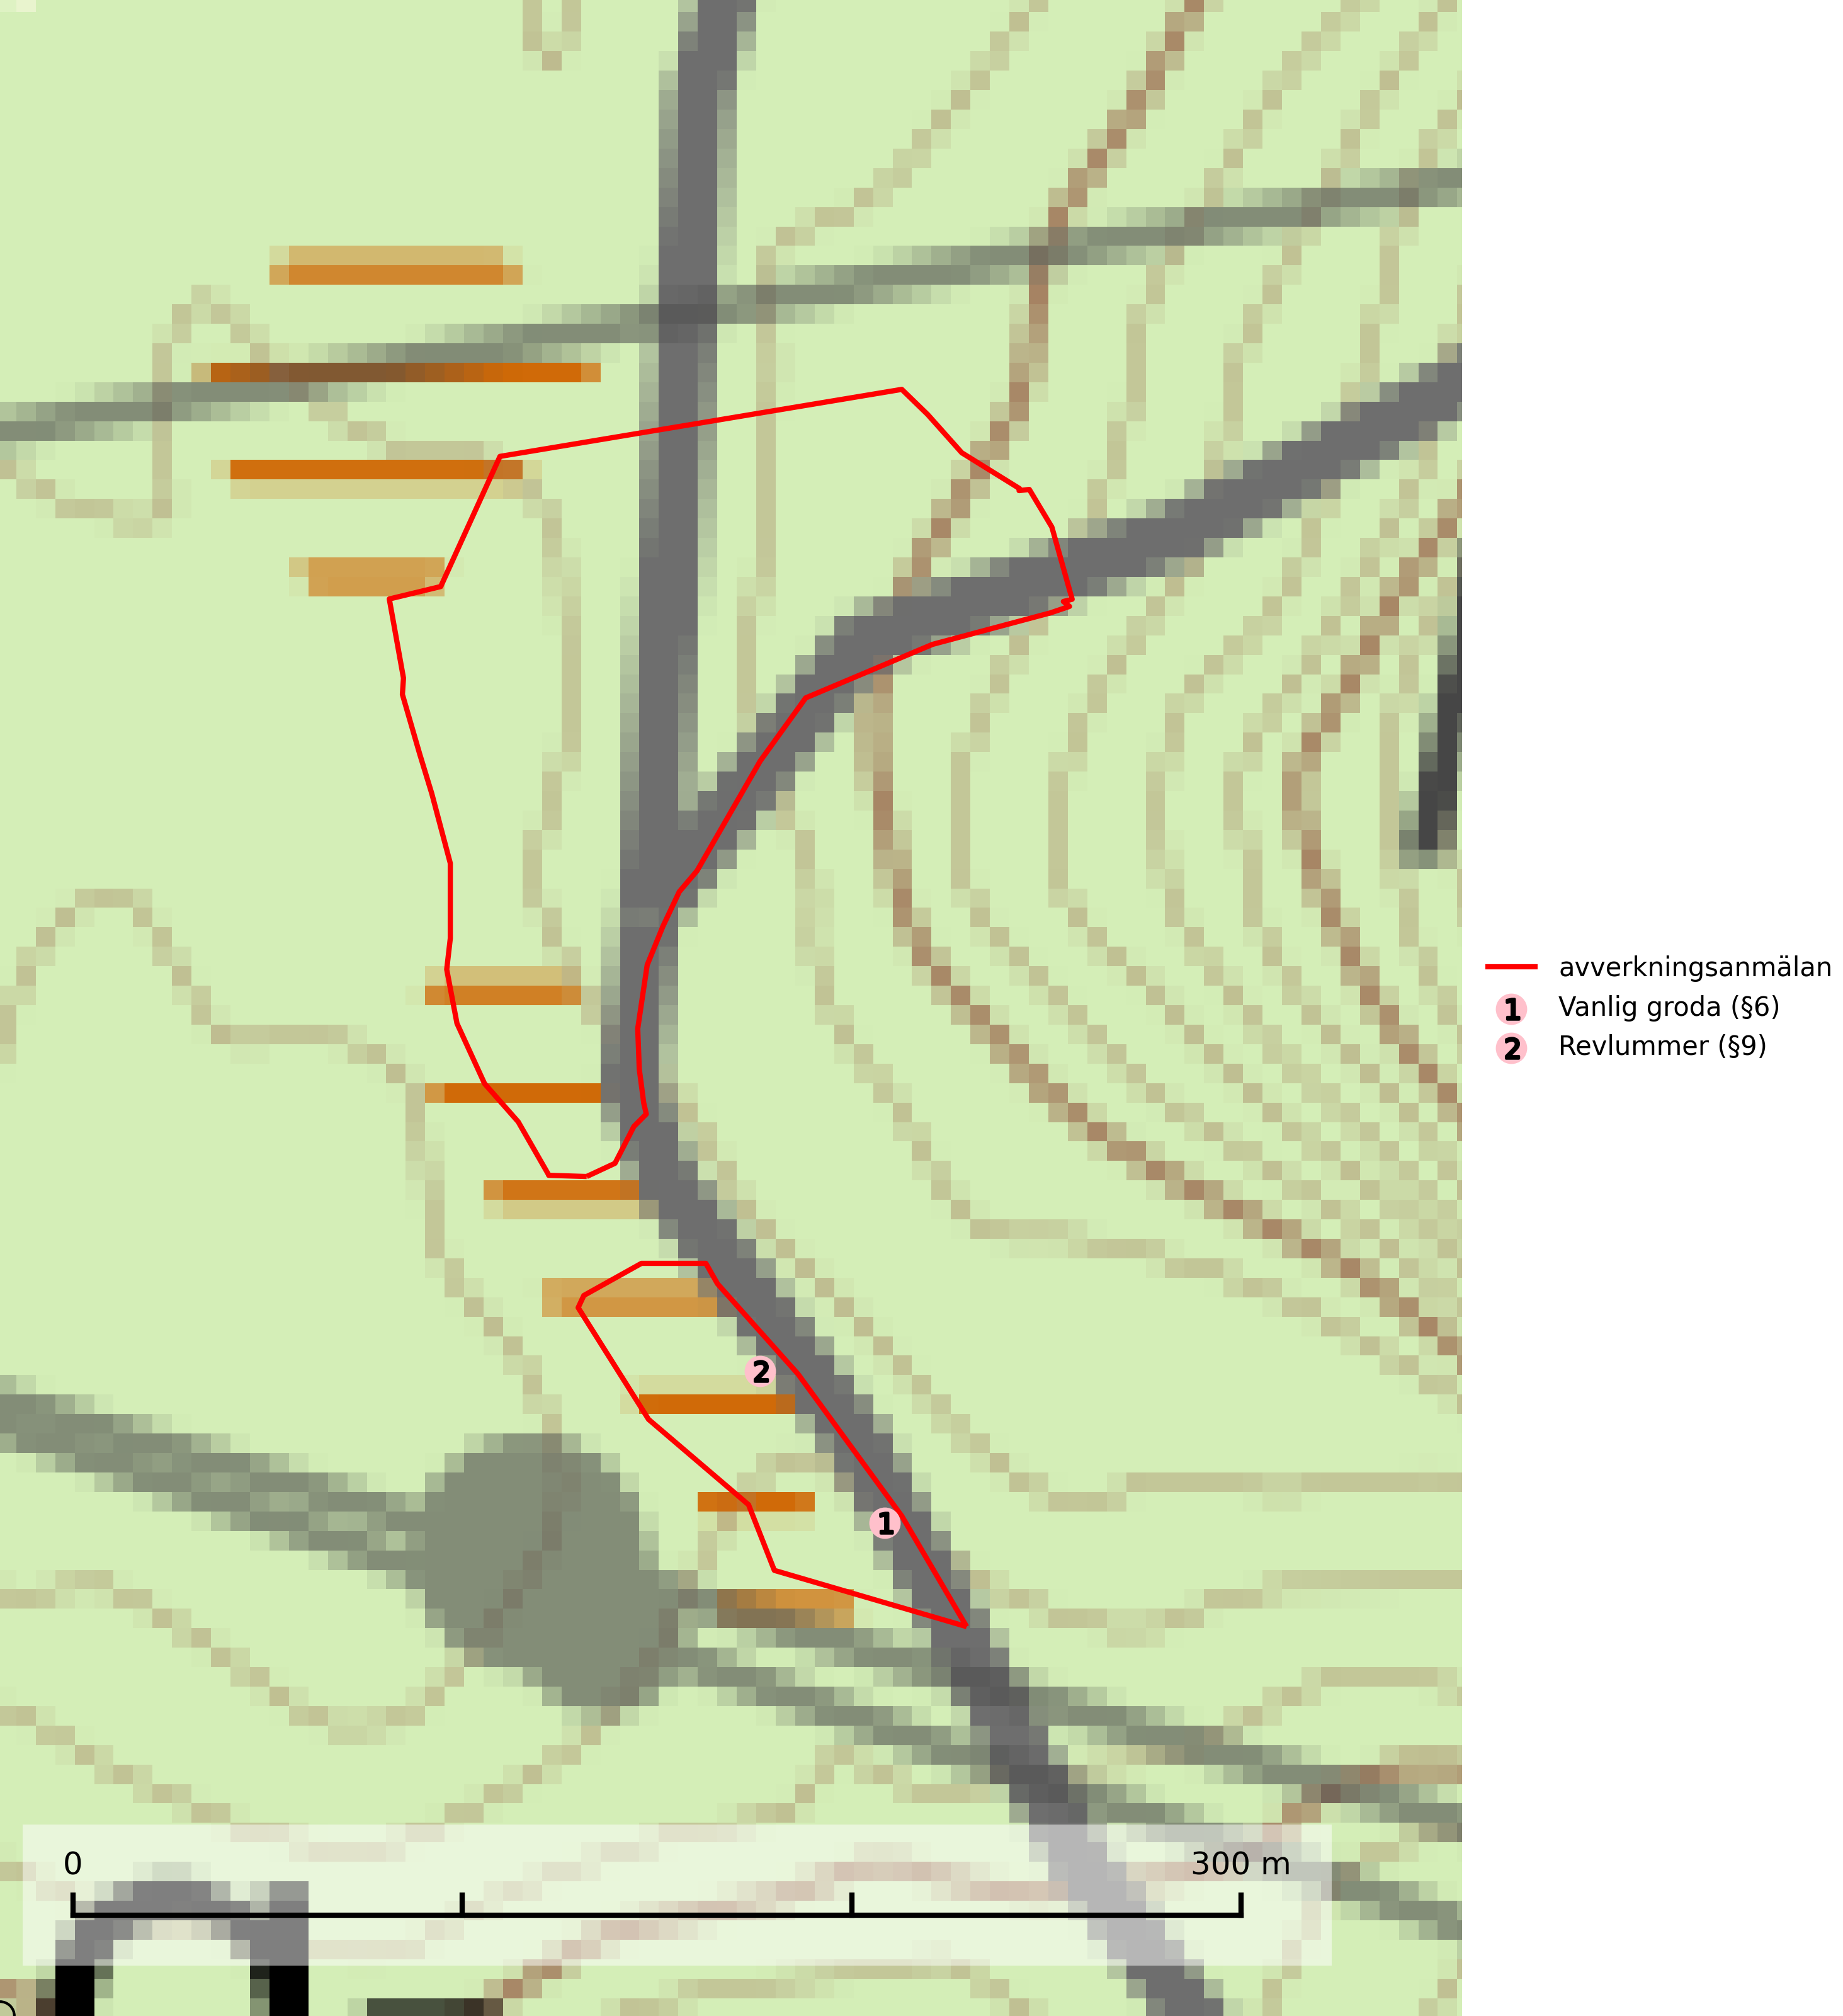 avverkningsanmälan
1 Vanlig groda (§6)
2 Revlummer (§9)
2
1
0 300 m